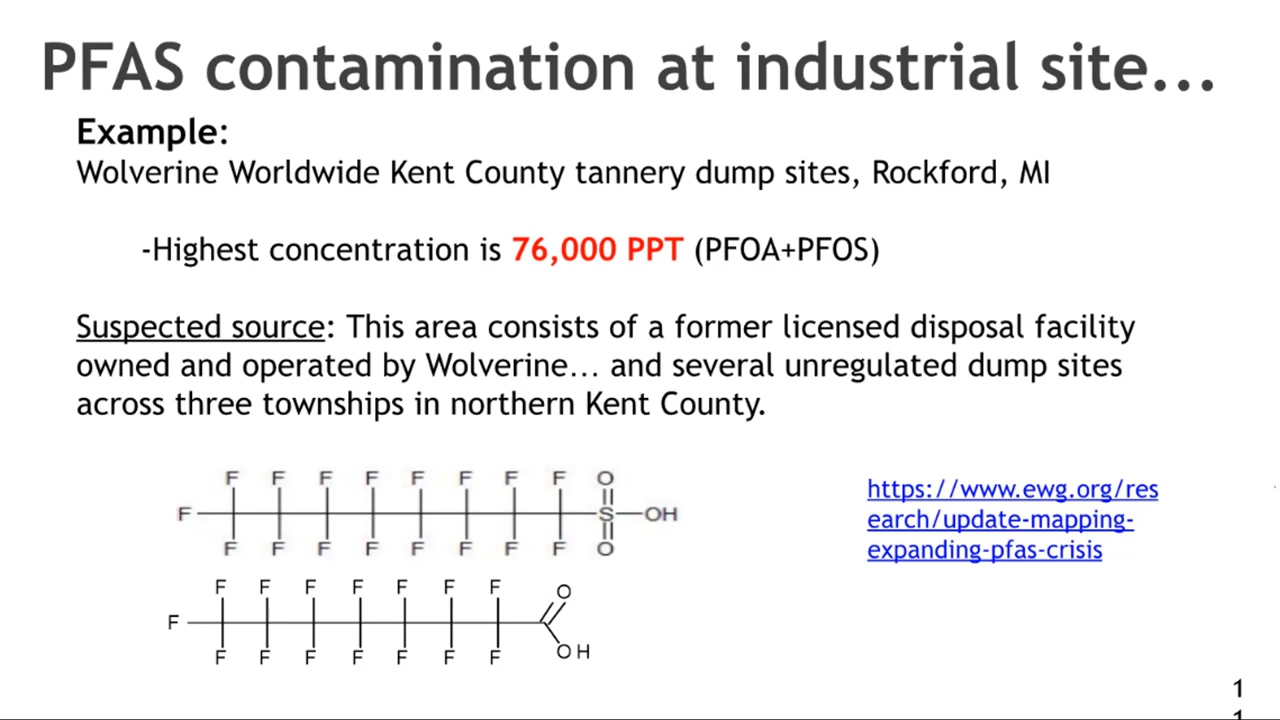 PFAS contamination at industrial site...
Example:
Wolverine Worldwide Kent County tannery dump sites, Rockford, MI
-Highest concentration is 76,000 PPT (PFOA+PFOS)
Suspected source: This area consists of a former licensed disposal facility
owned and operated by Wolverine... and several unregulated dump sites
across three townships in northern Kent County.
F F F F F F F F O
F S OH
F F F F F F F F O
https://www.ewg.org/res
earch/update-mapping-
expanding-pfas-crisis
F F F F F F F O
F
F F F F F F F OH
1
1